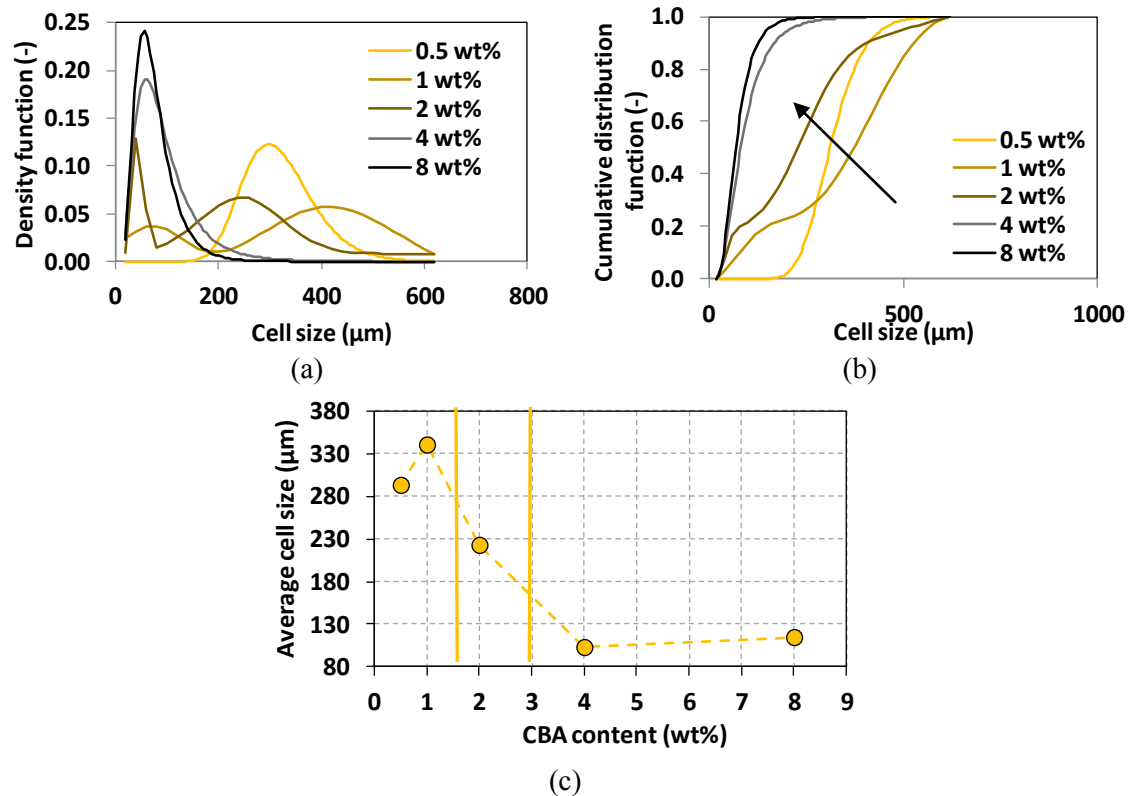 (a)
0.25
0.20
0.15
0.10
0.05
0.00
Density function (-)
0 200 400 600 800
Cell size (μm)
0.5 wt%
1 wt%
2 wt%
4 wt%
8 wt%
(a)
(b)
1.0
0.8
0.6
0.4
0.2
0.0
Cumulative distribution
function (-)
0 500 1000
Cell size (μm)
0.5 wt%
1 wt%
2 wt%
4 wt%
8 wt%
(b)
380
330
280
230
180
130
80
Average cell size (μm)
0 1 2 3 4 5 6 7 8 9
CBA content (wt%)
(c)